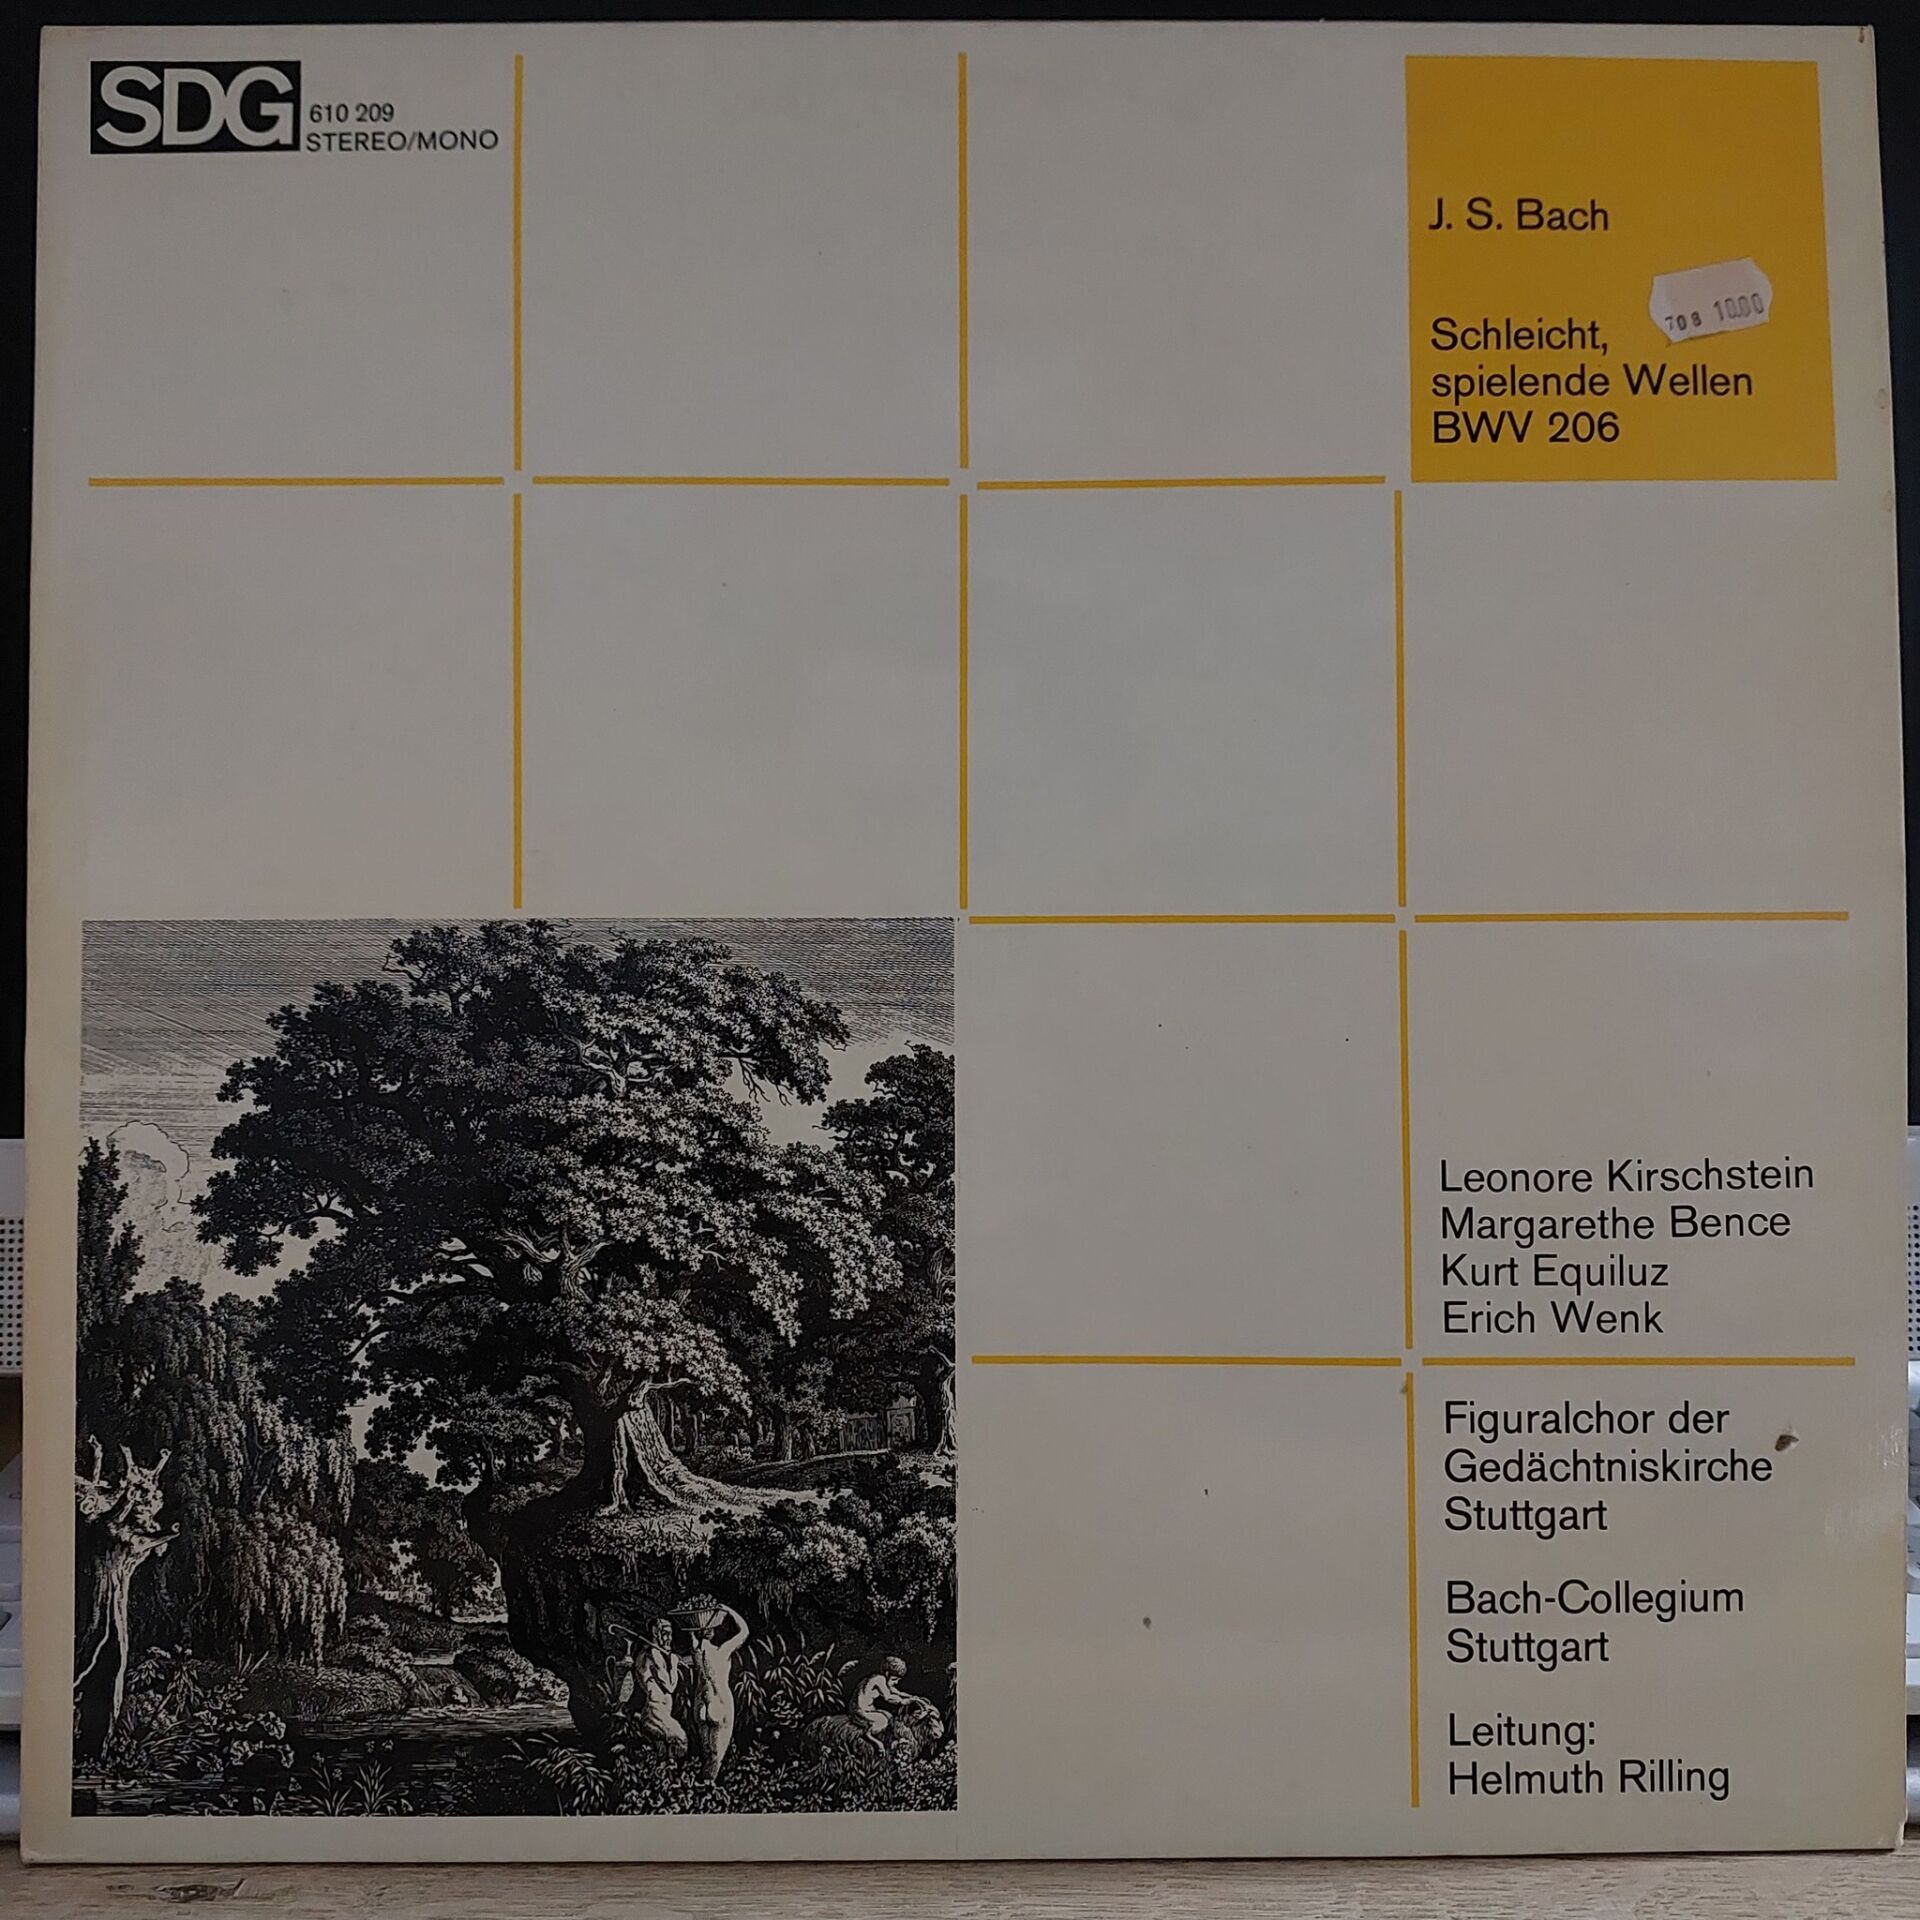 SDG
610 209
STEREO/MONO
J. S. Bach
708 10.00
Schleicht,
spielende Wellen
BWV 206
Leonore Kirschstein
Margarethe Bence
Kurt Equiluz
Erich Wenk
Figuralchor der
Gedächtniskirche
Stuttgart
Bach-Collegium
Stuttgart
Leitung:
Helmuth Rilling